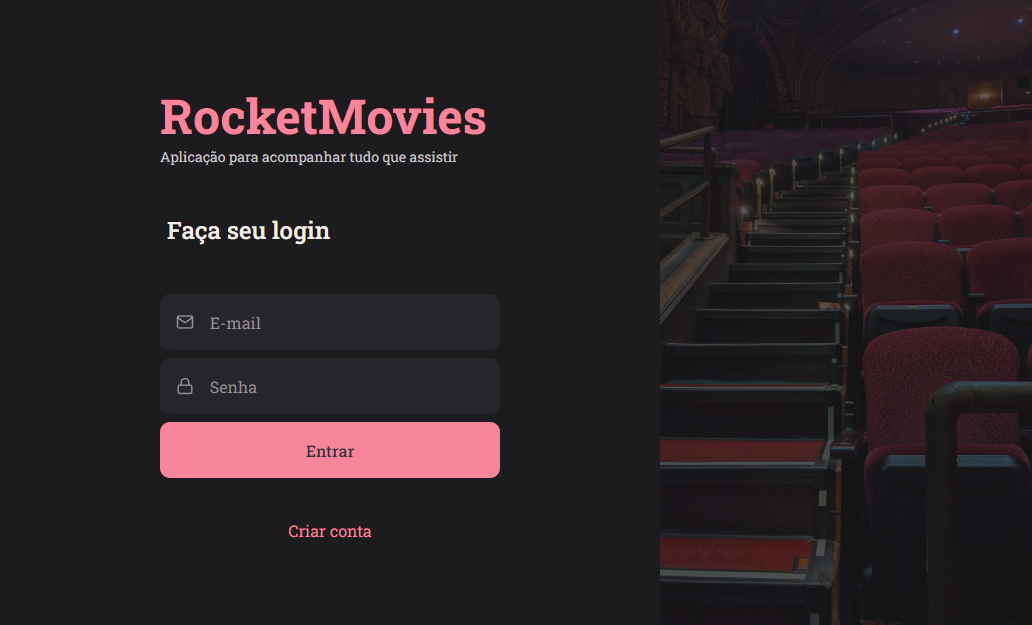 RocketMovies
Aplicação para acompanhar tudo que assistir
Faça seu login
E-mail
Senha
Entrar
Criar conta